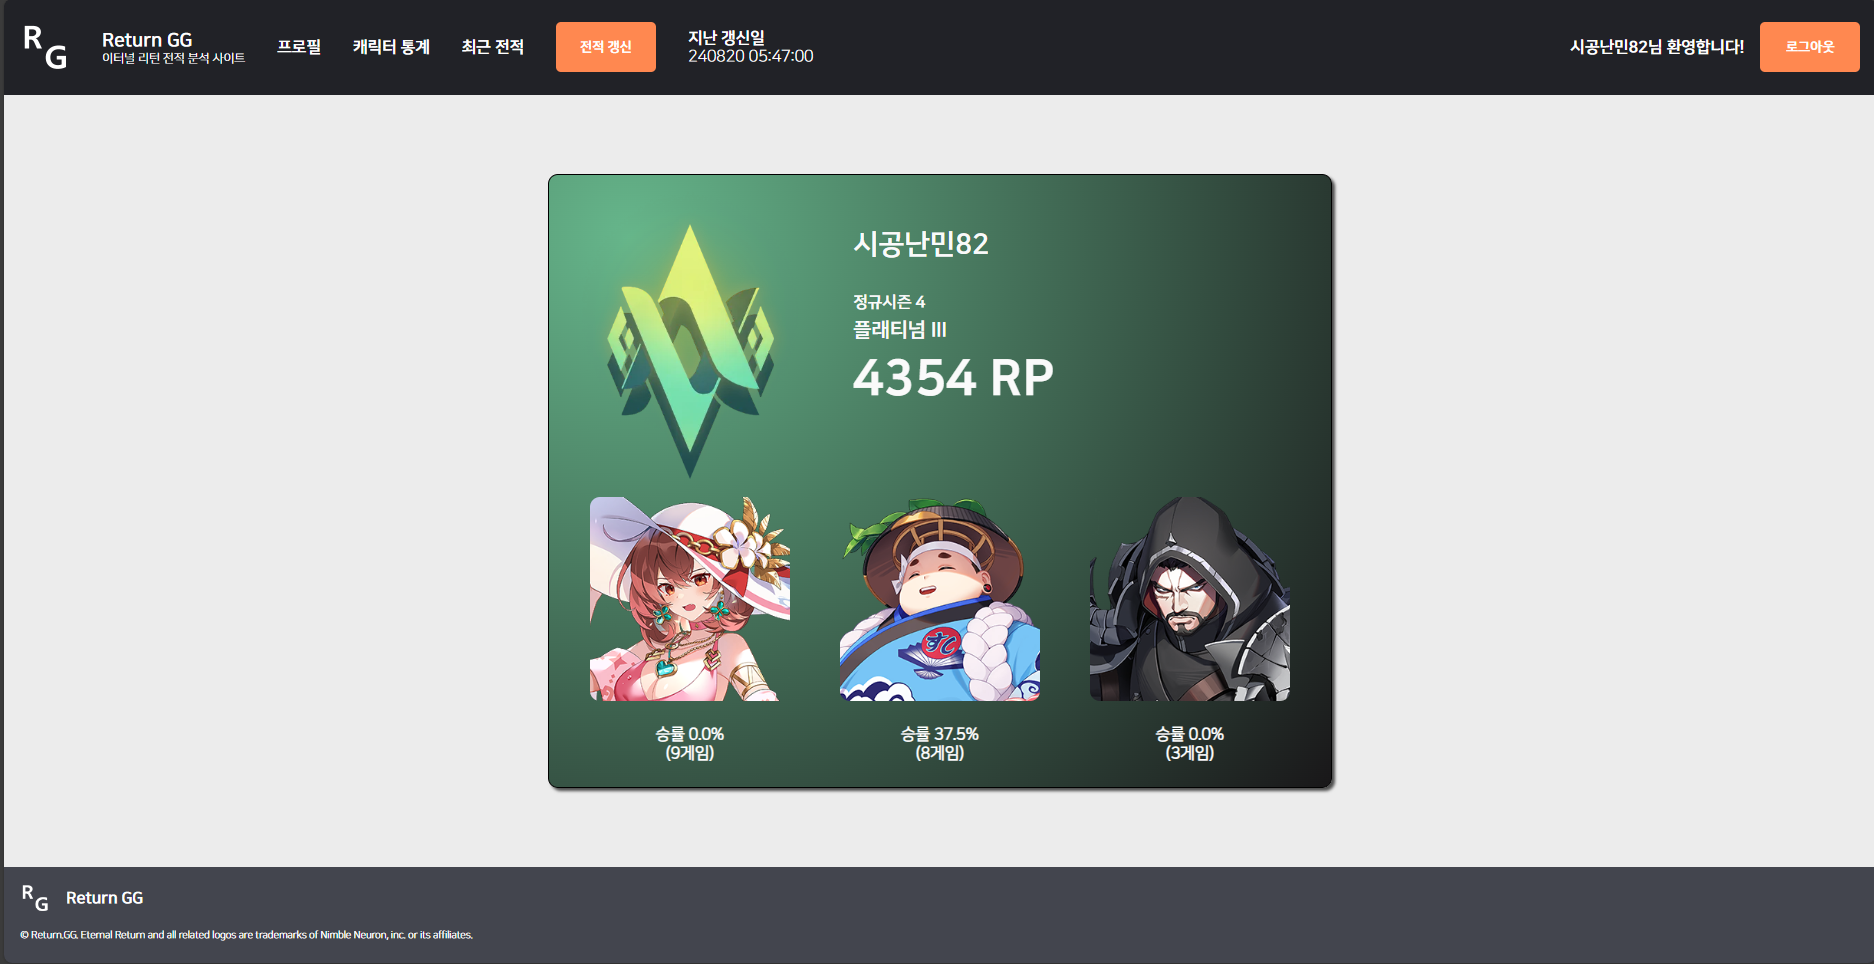 RG
Return GG
이터널 리턴 전적 분석 사이트
프로필
캐릭터 통계
최근 전적
전적 갱신
지난 갱신일
240820 05:47:00
시공난민82님 환영합니다!
로그아웃
시공난민82
정규시즌 4
플래티넘 III
4354 RP
승률 0.0%
(9게임)
승률 37.5%
(8게임)
승률 0.0%
(3게임)
RG
Return GG
© Return.GG. Eternal Return and all related logos are trademarks of Nimble Neuron, inc. or its affiliates.